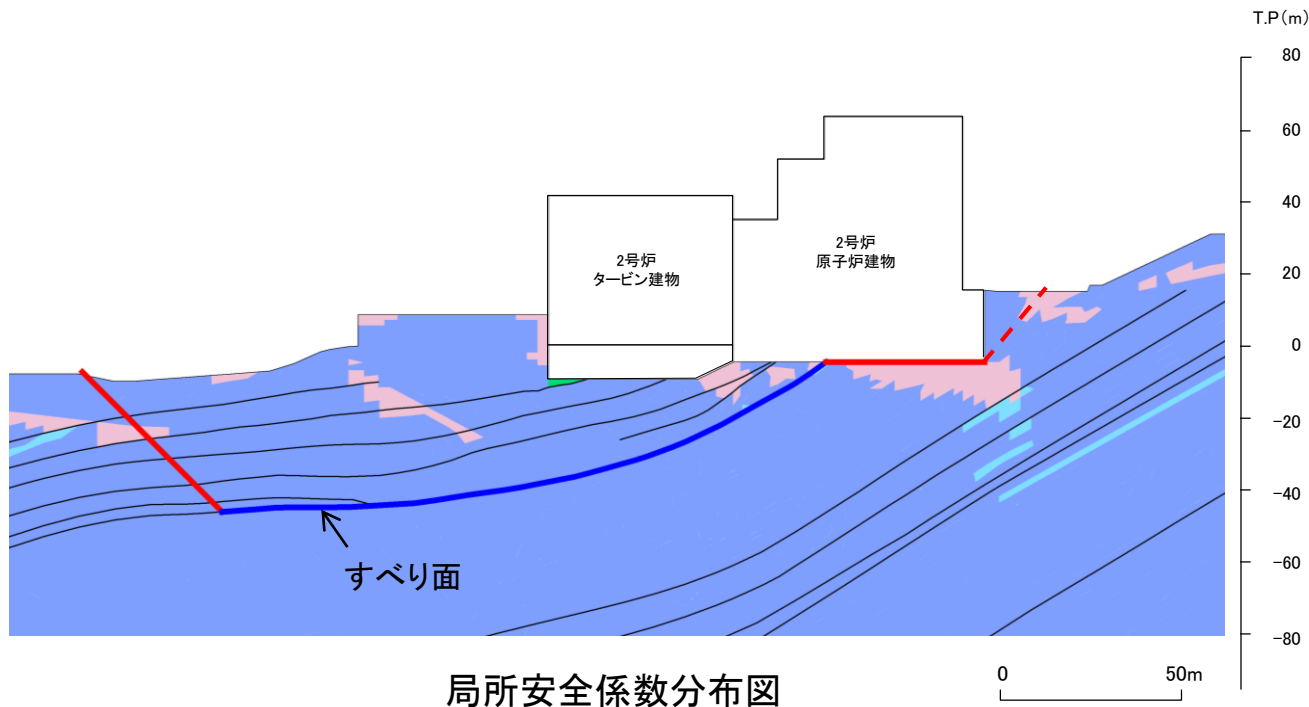 T.P(m)
80
60
40
20
0
-20
-40
-60
-80
2号炉
タービン建物
2号炉
原子炉建物
すべり面
局所安全係数分布図
0
50m